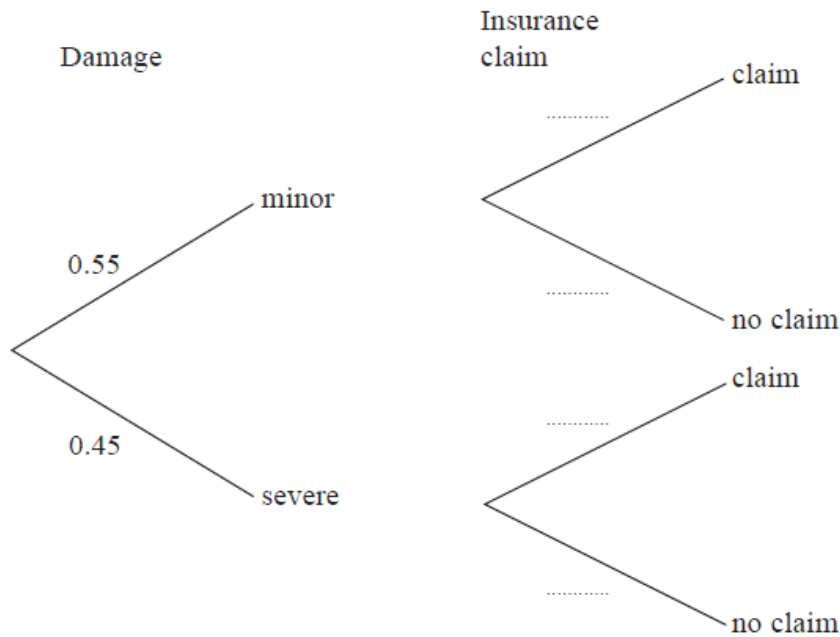 Damage
Insurance
claim
claim
minor
0.55
no claim
claim
0.45
severe
no claim